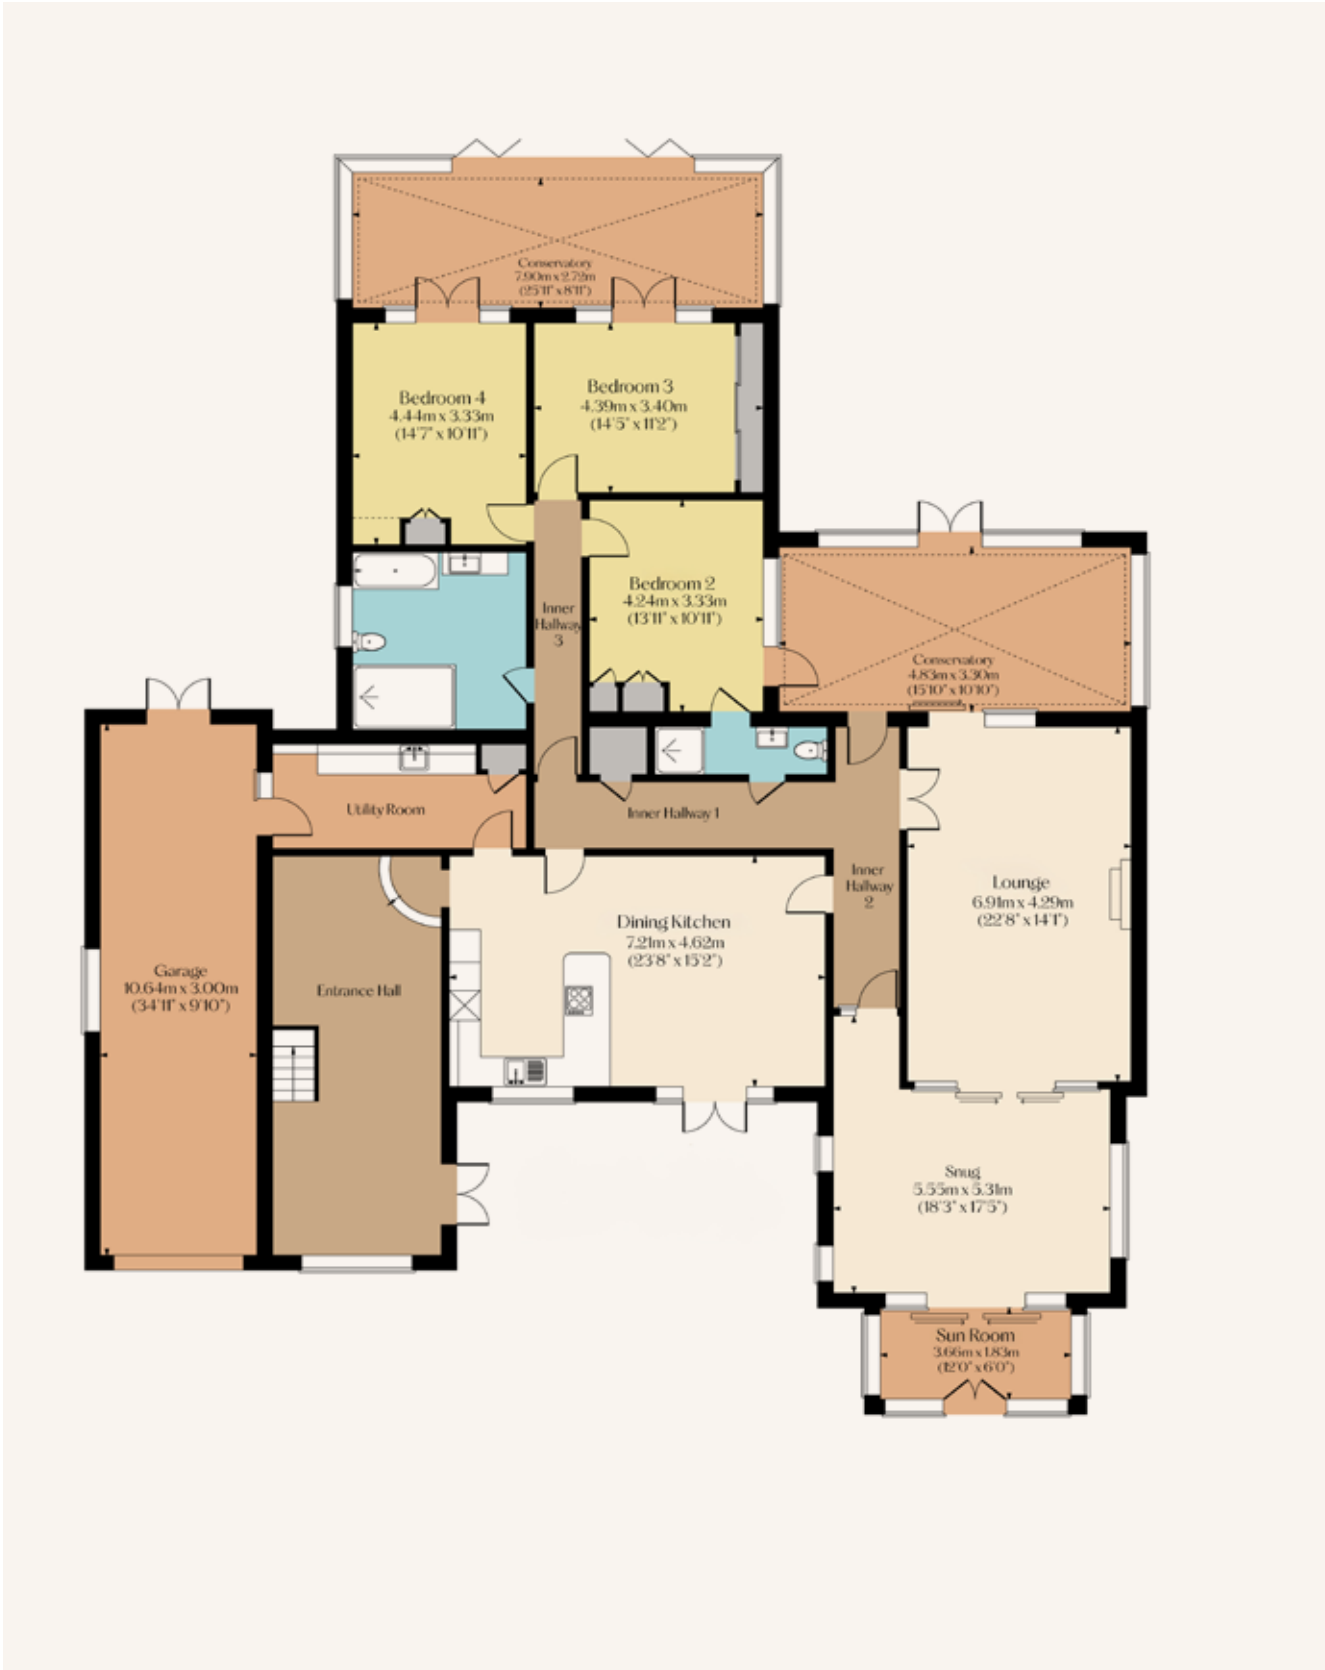 Conservatory
7.90m x 2.72m
(25'11" x 8'11")
Bedroom 4
4.44m x 3.33m
(14'7" x 10'11")
Bedroom 3
4.39m x 3.40m
(14'5" x 11'2")
Inner
Hallway
3
Bedroom 2
4.24m x 3.33m
(13'11" x 10'11")
Conservatory
4.83m x 3.30m
(15'10" x 10'10")
Utility Room
Inner Hallway 1
Inner
Hallway
2
Lounge
6.91m x 4.29m
(22'8" x 14'1")
Dining Kitchen
7.21m x 4.62m
(23'8" x 15'2")
Garage
10.64m x 3.00m
(34'11" x 9'10")
Entrance Hall
Snug
5.55m x 5.31m
(18'3" x 17'5")
Sun Room
3.66m x 1.83m
(12'0" x 6'0")